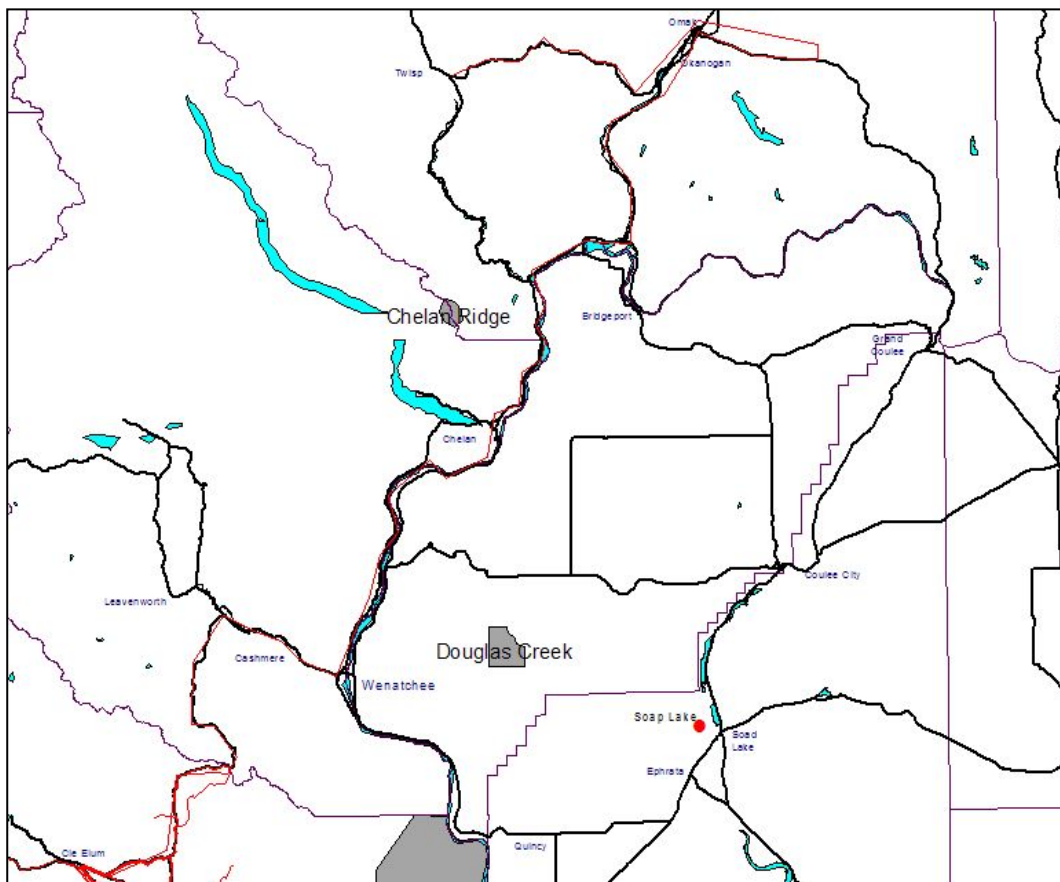 Omak
Okanogan
Twisp
Chelan Ridge
Bridgeport
Grand
Coulee
Chelan
Coulee City
Leavenworth
Douglas Creek
Cashmere
Wenatchee
Soap Lake
Soap
Lake
Ephrata
Quincy
Cle Elum